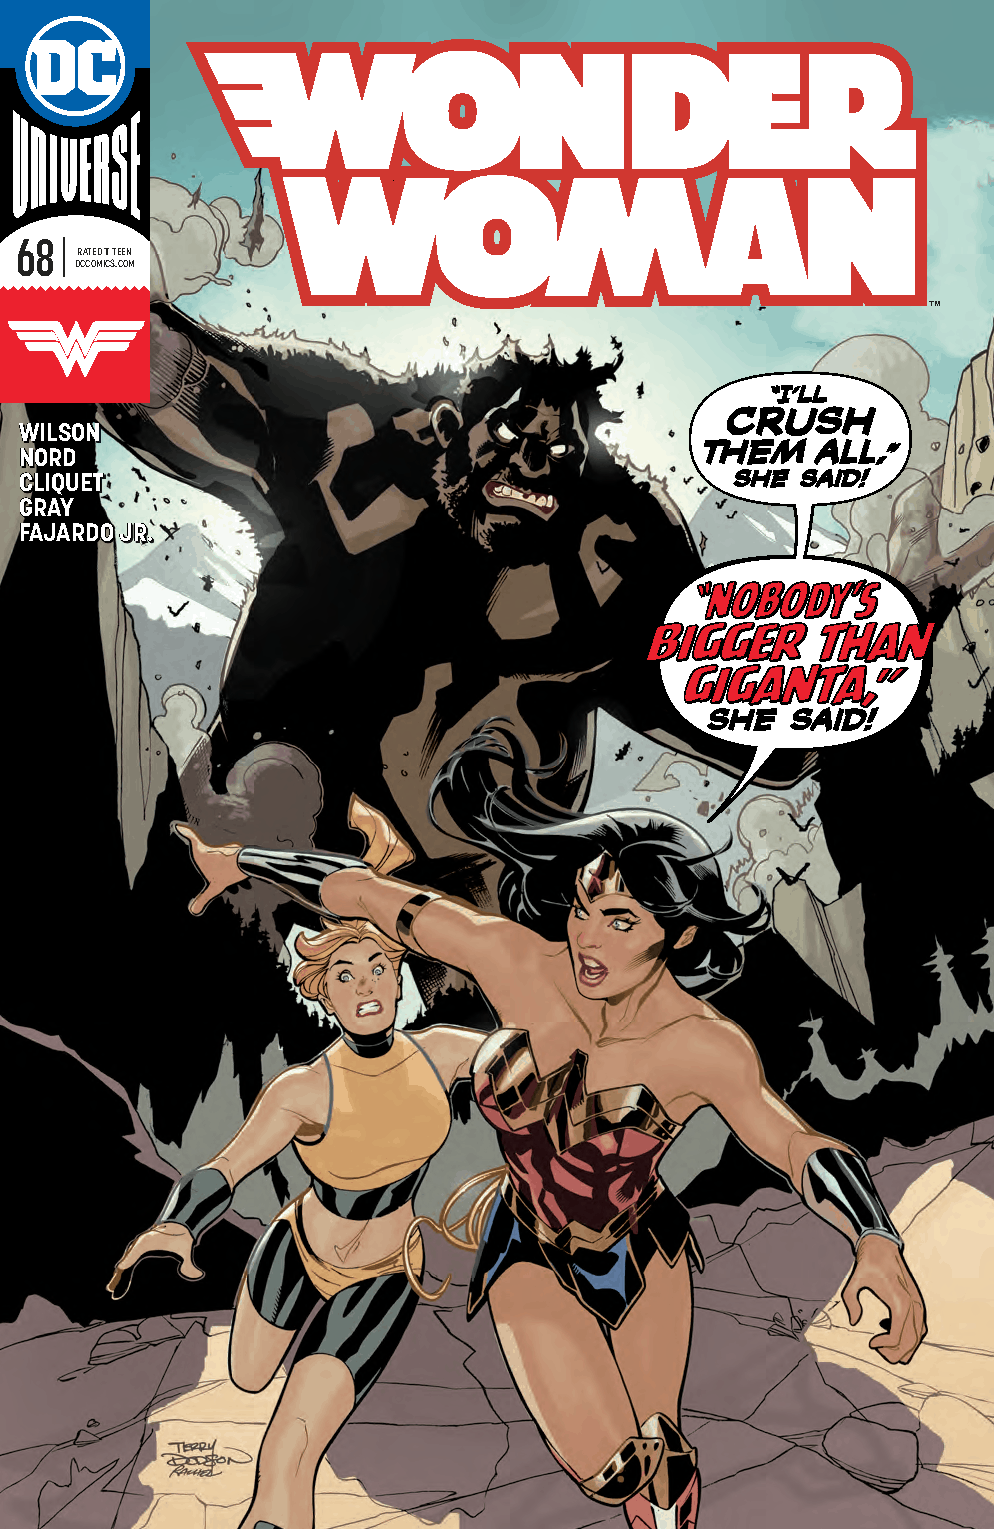 DC
UNIVERSE
68
RATED T TEEN
DCCOMICS.COM
WONDER
WOMAN
TM
WILSON
NORD
CLIQUET
GRAY
FAJARDO JR.
"I'LL
CRUSH
THEM ALL,"
SHE SAID!
"NOBODY'S
BIGGER THAN
GIGANTA,"
SHE SAID!
TERRY
DODSON
RACHEL